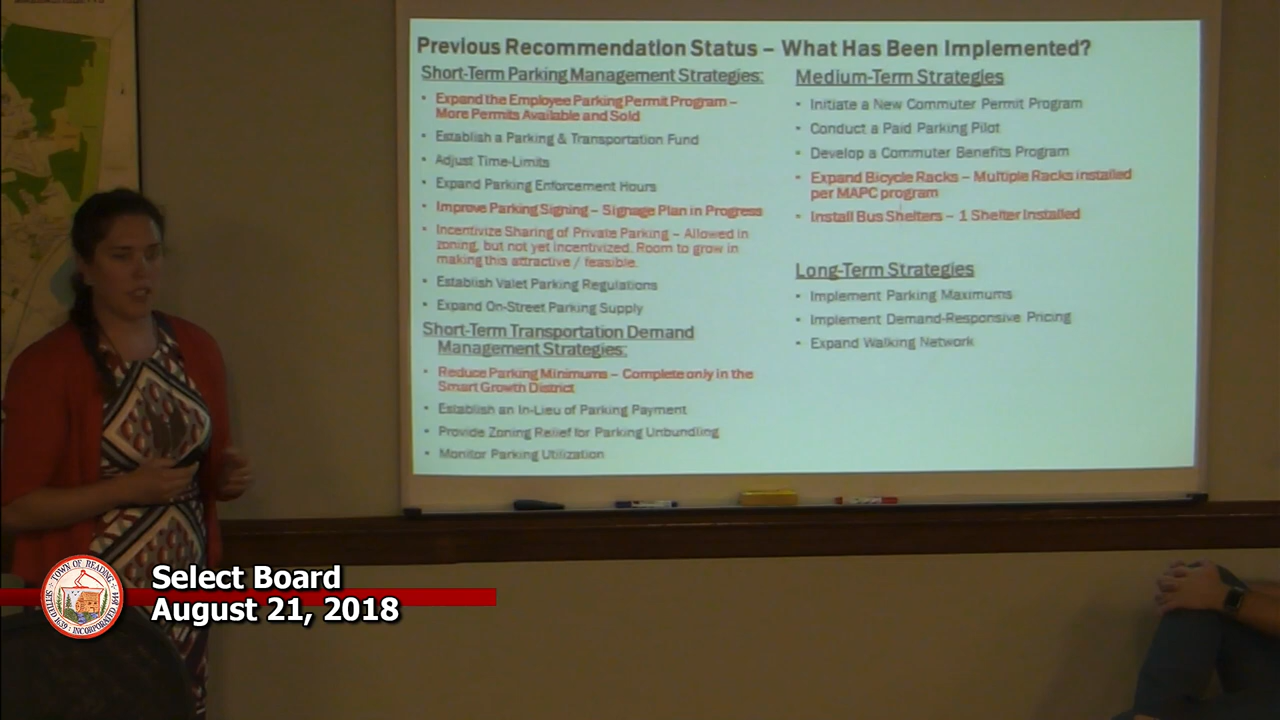 Previous Recommendation Status – What Has Been Implemented?
Short-Term Parking Management Strategies:
• Expand the Employee Parking Permit Program –
More Permits Available and Sold
• Establish a Parking & Transportation Fund
• Adjust Time-Limits
• Expand Parking Enforcement Hours
• Improve Parking Signing – Signage Plan in Progress
• Incentivize Sharing of Private Parking – Allowed in
zoning, but not yet incentivized. Room to grow in
making this attractive / feasible.
• Establish Valet Parking Regulations
• Expand On-Street Parking Supply
Short-Term Transportation Demand
Management Strategies:
• Reduce Parking Minimums – Complete only in the
Smart Growth District
• Establish an In-Lieu of Parking Payment
• Provide Zoning Relief for Parking Unbundling
• Monitor Parking Utilization
Medium-Term Strategies
• Initiate a New Commuter Permit Program
• Conduct a Paid Parking Pilot
• Develop a Commuter Benefits Program
• Expand Bicycle Racks – Multiple Racks installed
per MAPC program
• Install Bus Shelters – 1 Shelter Installed
Long-Term Strategies
• Implement Parking Maximums
• Implement Demand-Responsive Pricing
• Expand Walking Network
TOWN OF READING
SETTLED 1639 INCORPORATED 1644
Select Board
August 21, 2018